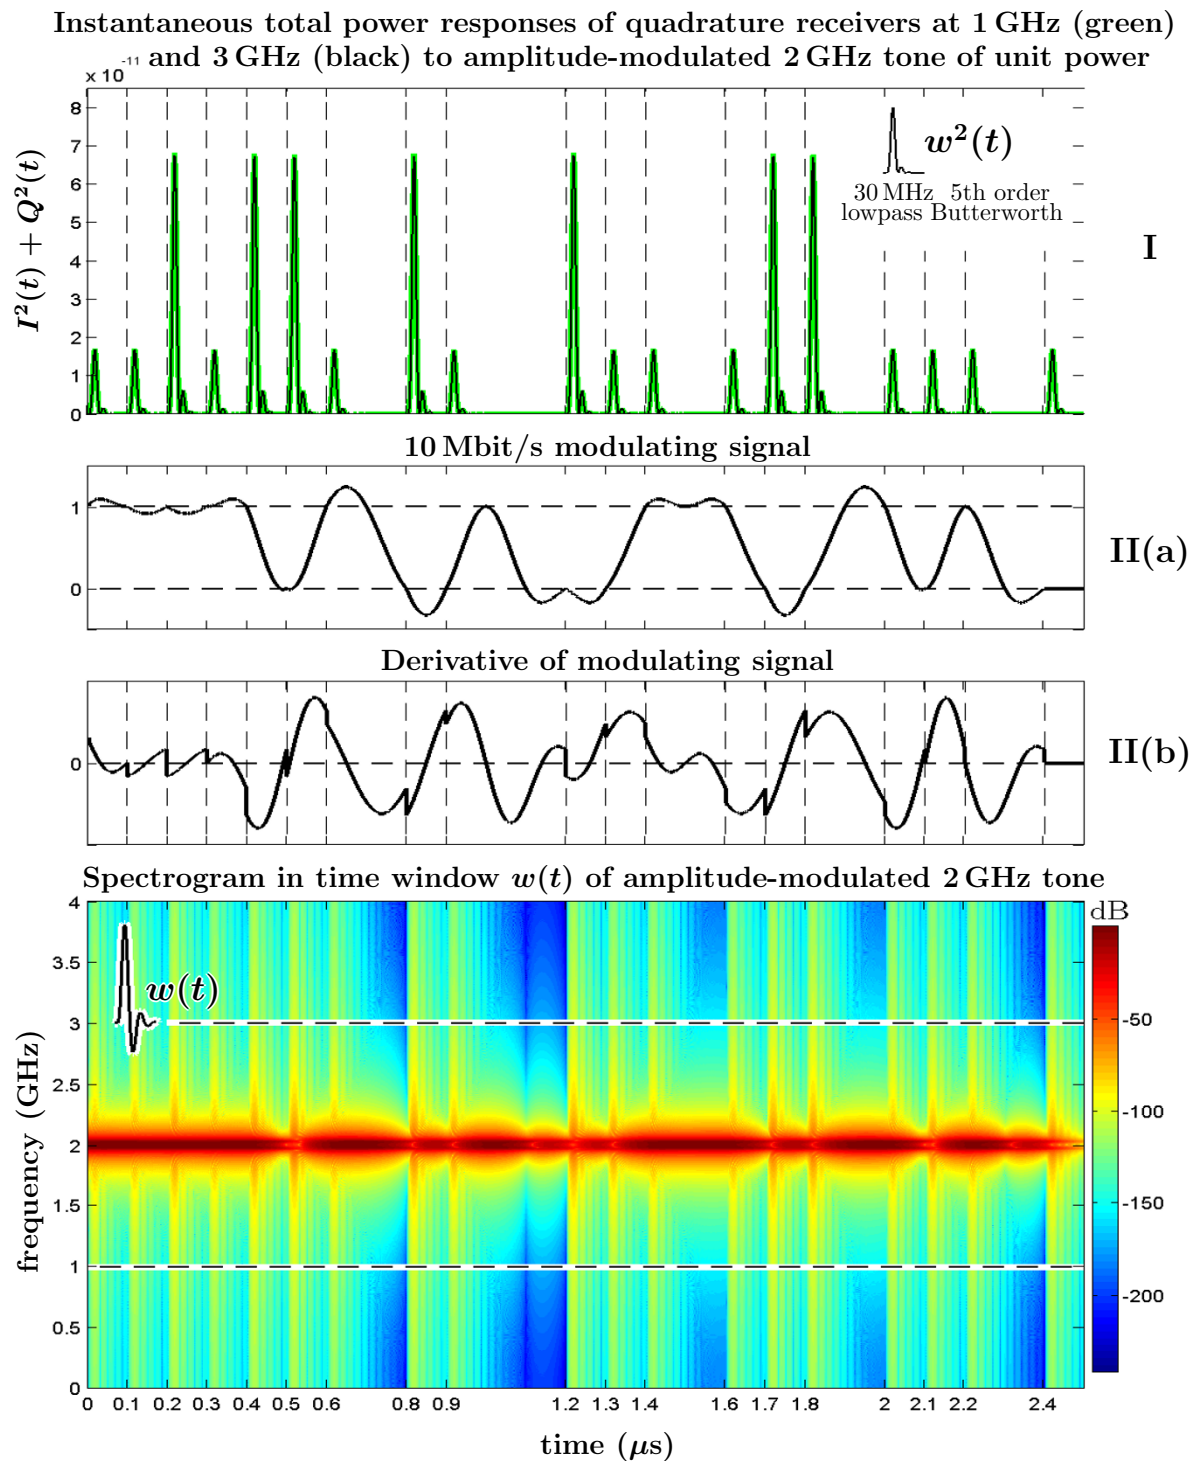 Instantaneous total power responses of quadrature receivers at 1 GHz (green)
and 3 GHz (black) to amplitude-modulated 2 GHz tone of unit power
x 10^-11
I²(t) + Q²(t)
8
7
6
5
4
3
2
1
0
w²(t)
30 MHz 5th order
lowpass Butterworth
I
10 Mbit/s modulating signal
1
0
II(a)
Derivative of modulating signal
0
II(b)
Spectrogram in time window w(t) of amplitude-modulated 2 GHz tone
frequency (GHz)
4
3.5
3
2.5
2
1.5
1
0.5
0
w(t)
dB
-50
-100
-150
-200
0 0.1 0.2 0.3 0.4 0.5 0.6 0.8 0.9 1.2 1.3 1.4 1.6 1.7 1.8 2 2.1 2.2 2.4
time (μs)